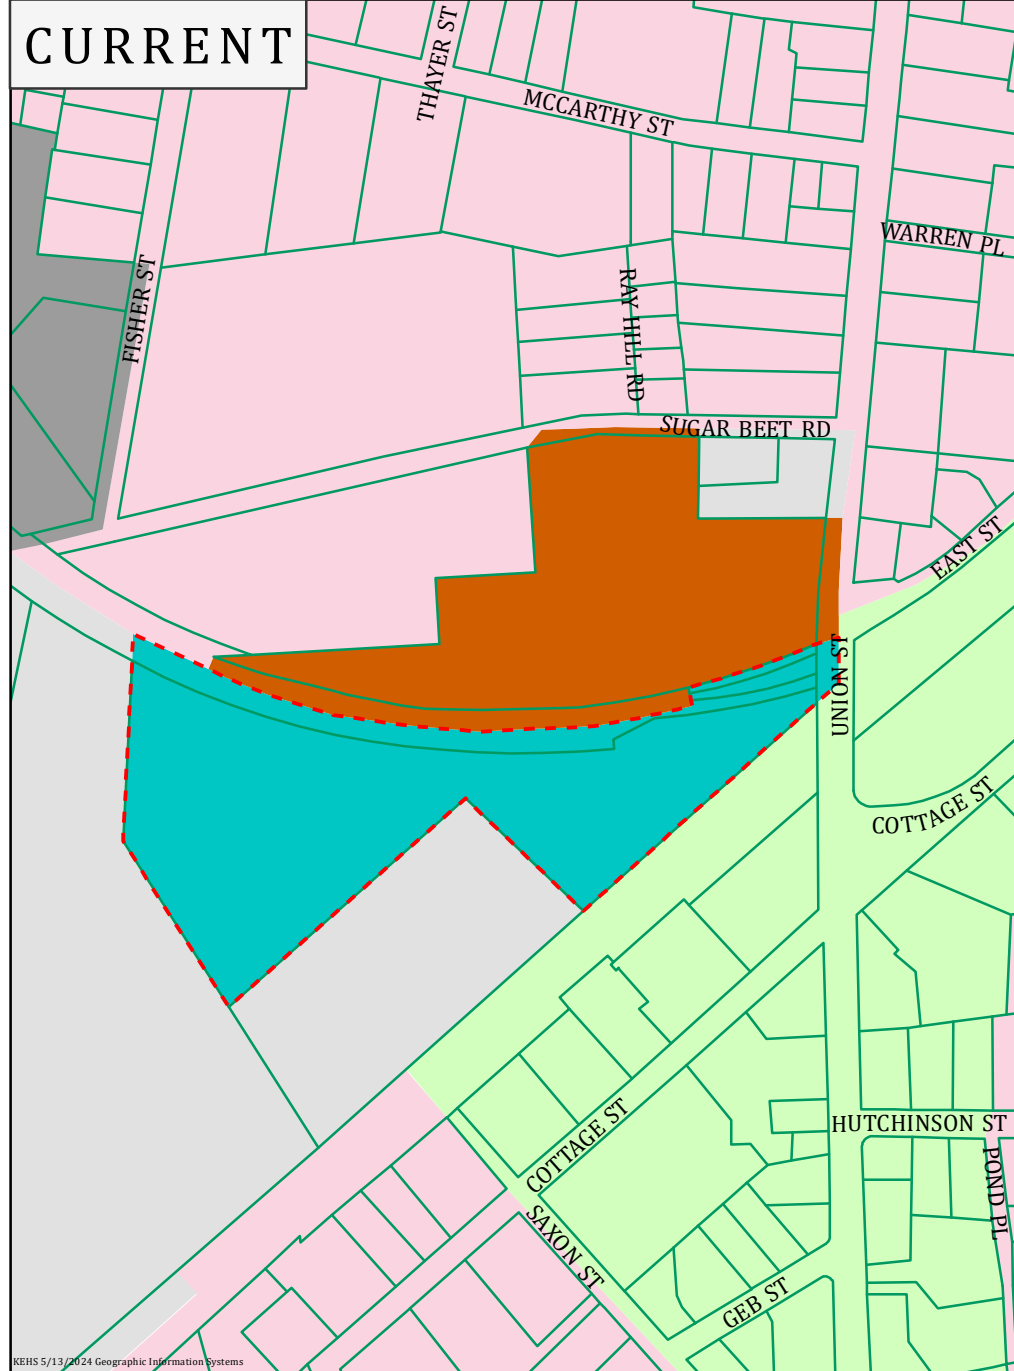 CURRENT
THAYER ST
MCCARTHY ST
WARREN PL
FISHER ST
RAY HILL RD
SUGAR BEET RD
EAST ST
UNION ST
COTTAGE ST
COTTAGE ST
HUTCHINSON ST
POND PL
SAXON ST
GEB ST
KEHS 5/13/2024 Geographic Information Systems